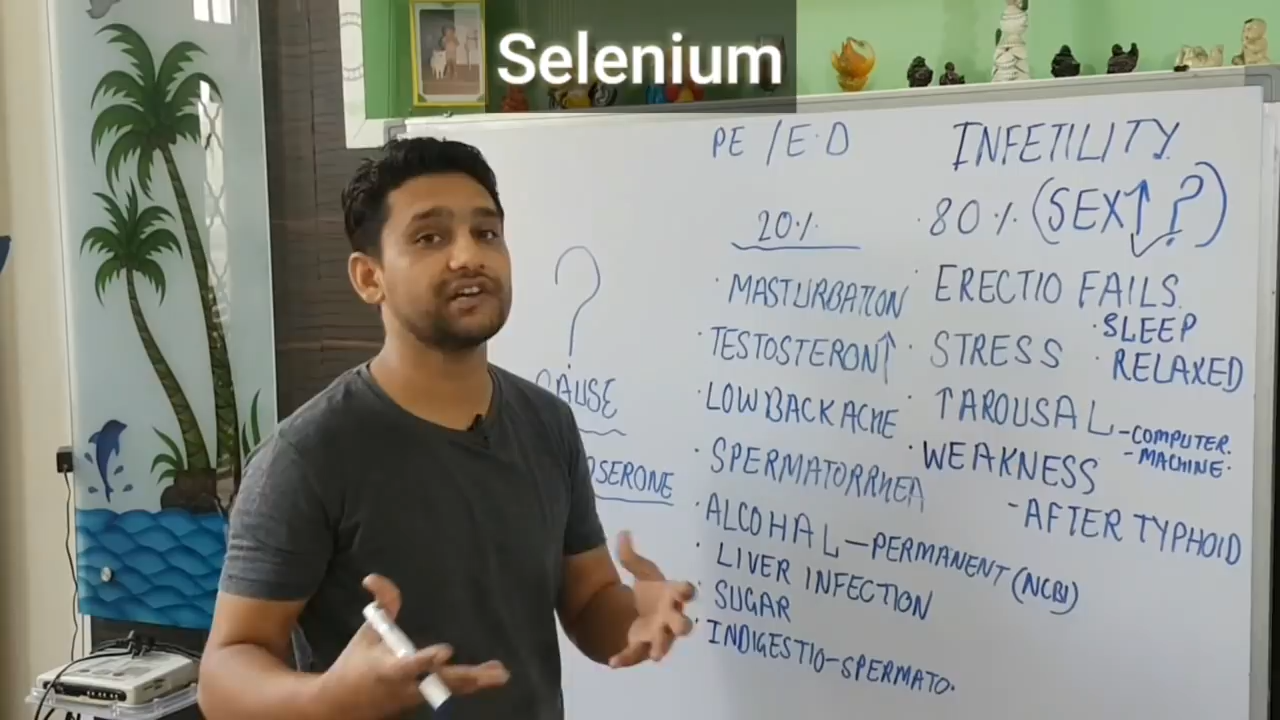 Selenium
PE / E.D
INFETILITY
20%
80% (SEX↑ ?)
?
CAUSE
OSERONE
· MASTURBATION
· TESTOSTERON↑
· LOW BACK ACHE
· SPERMATORRHEA
· ALCOHAL - PERMANENT (NCBI)
· LIVER INFECTION
· SUGAR
· INDIGESTIO - SPERMATO.
· ERECTIO FAILS
· STRESS
· SLEEP
· RELAXED
· ↑AROUSAL
- COMPUTER.
- MACHINE.
· WEAKNESS
- AFTER TYPHOID